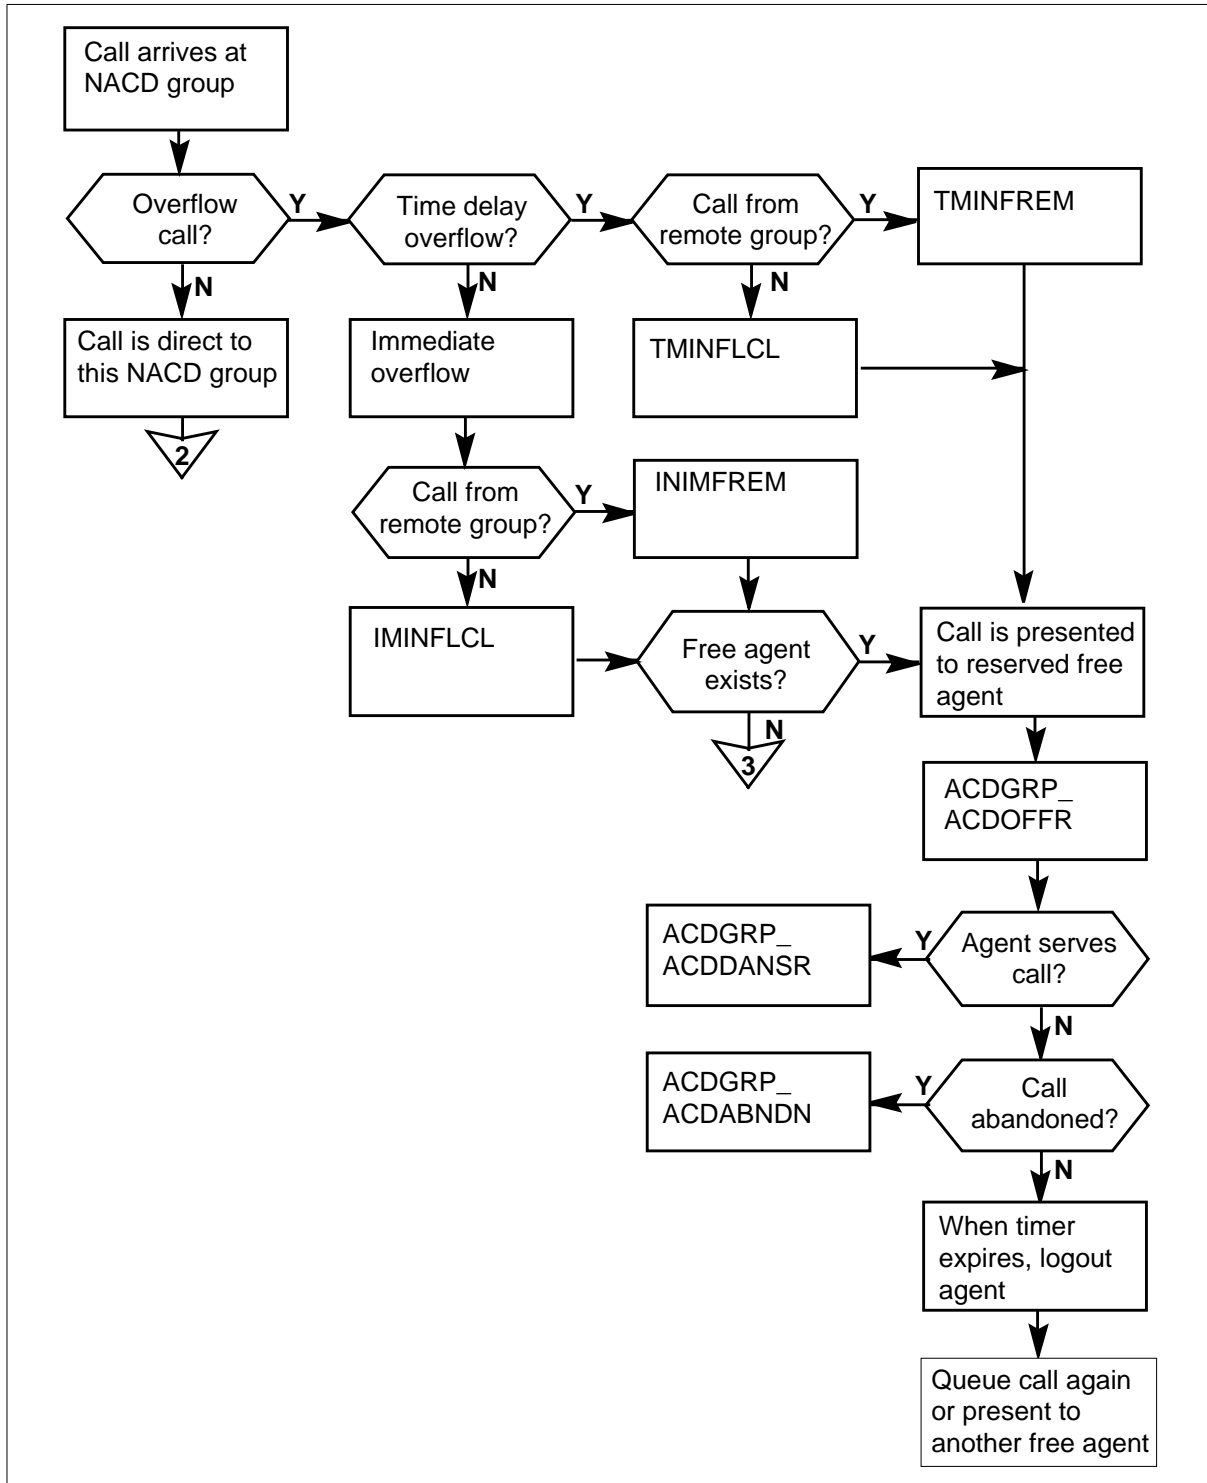 Call arrives at
NACD group
Overflow
call?
Y
Time delay
overflow?
Y
Call from
remote group?
Y
TMINFREM
N
N
N
Call is direct to
this NACD group
Immediate
overflow
TMINFLCL
2
Call from
remote group?
Y
INIMFREM
N
IMINFLCL
Free agent
exists?
Y
Call is presented
to reserved free
agent
N
3
ACDGRP_
ACDOFFR
Agent serves
call?
Y
ACDGRP_
ACDDANSR
N
Call
abandoned?
Y
ACDGRP_
ACDABNDN
N
When timer
expires, logout
agent
Queue call again
or present to
another free agent